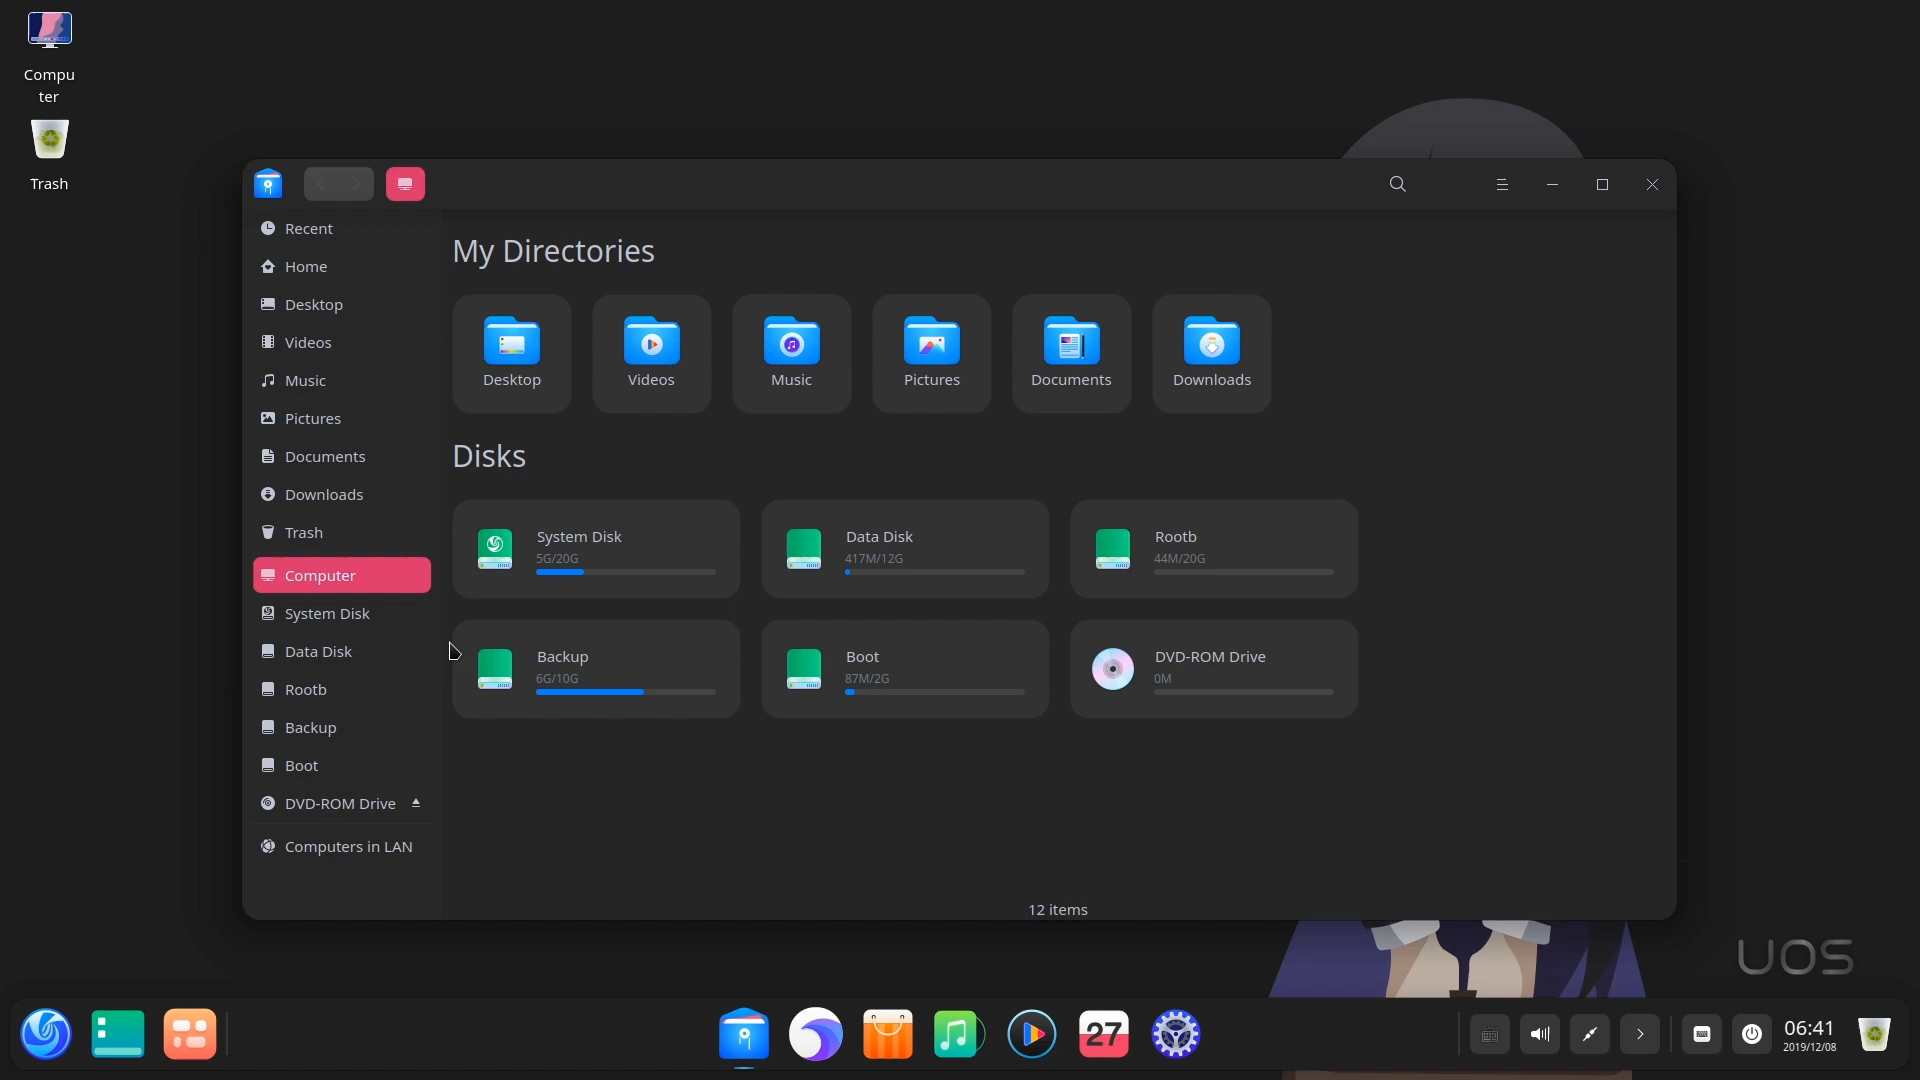 Compu
ter
Trash
Recent
Home
Desktop
Videos
Music
Pictures
Documents
Downloads
Trash
Computer
System Disk
Data Disk
Rootb
Backup
Boot
DVD-ROM Drive
Computers in LAN
My Directories
Desktop
Videos
Music
Pictures
Documents
Downloads
Disks
System Disk
5G/20G
Data Disk
417M/12G
Rootb
44M/20G
Backup
6G/10G
Boot
87M/2G
DVD-ROM Drive
0M
12 items
UOS
27
06:41
2019/12/08